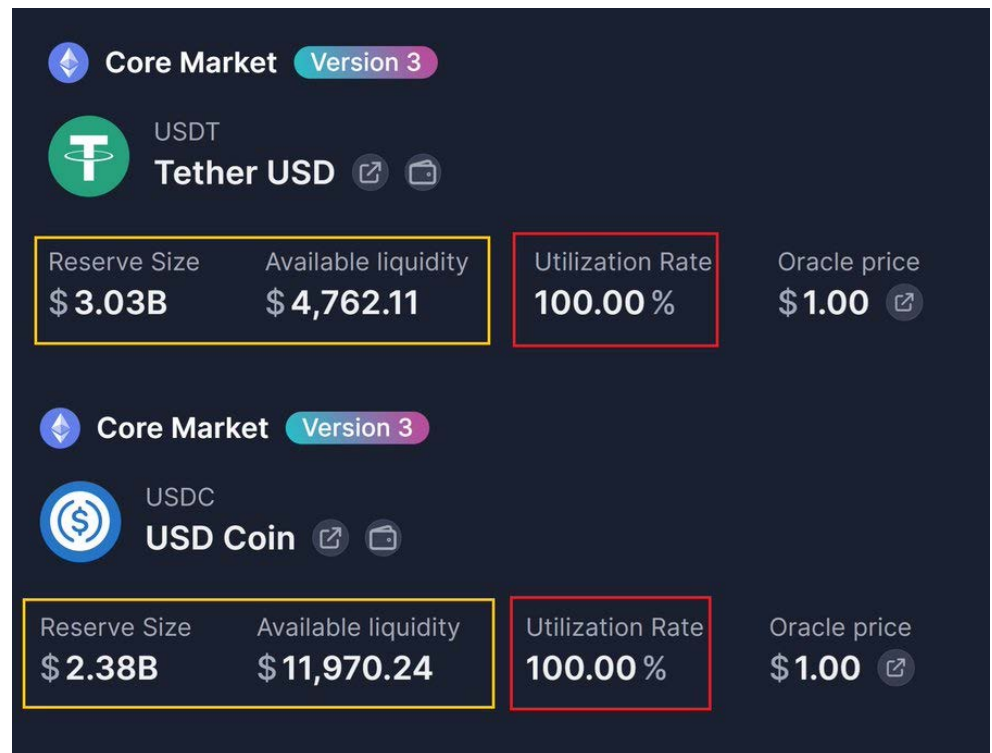 Core Market Version 3
USDT
Tether USD
Reserve Size Available liquidity Utilization Rate Oracle price
$3.03B $4,762.11 100.00% $1.00
Core Market Version 3
USDC
USD Coin
Reserve Size Available liquidity Utilization Rate Oracle price
$2.38B $11,970.24 100.00% $1.00